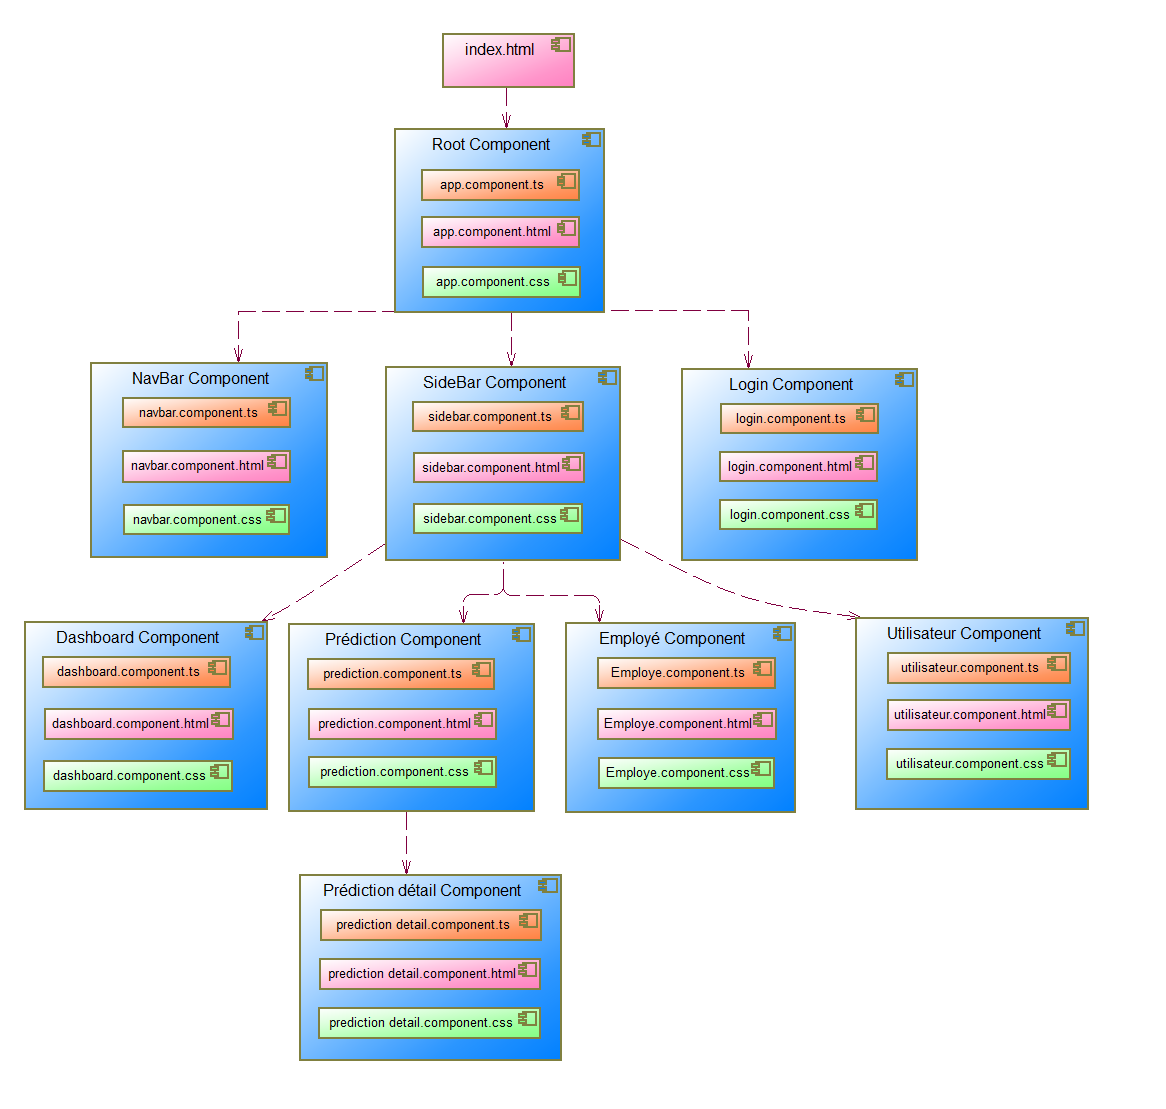 index.html
Root Component
app.component.ts
app.component.html
app.component.css
NavBar Component
navbar.component.ts
navbar.component.html
navbar.component.css
SideBar Component
sidebar.component.ts
sidebar.component.html
sidebar.component.css
Login Component
login.component.ts
login.component.html
login.component.css
Dashboard Component
dashboard.component.ts
dashboard.component.html
dashboard.component.css
Prédiction Component
prediction.component.ts
prediction.component.html
prediction.component.css
Employé Component
Employe.component.ts
Employe.component.html
Employe.component.css
Utilisateur Component
utilisateur.component.ts
utilisateur.component.html
utilisateur.component.css
Prédiction détail Component
prediction detail.component.ts
prediction detail.component.html
prediction detail.component.css